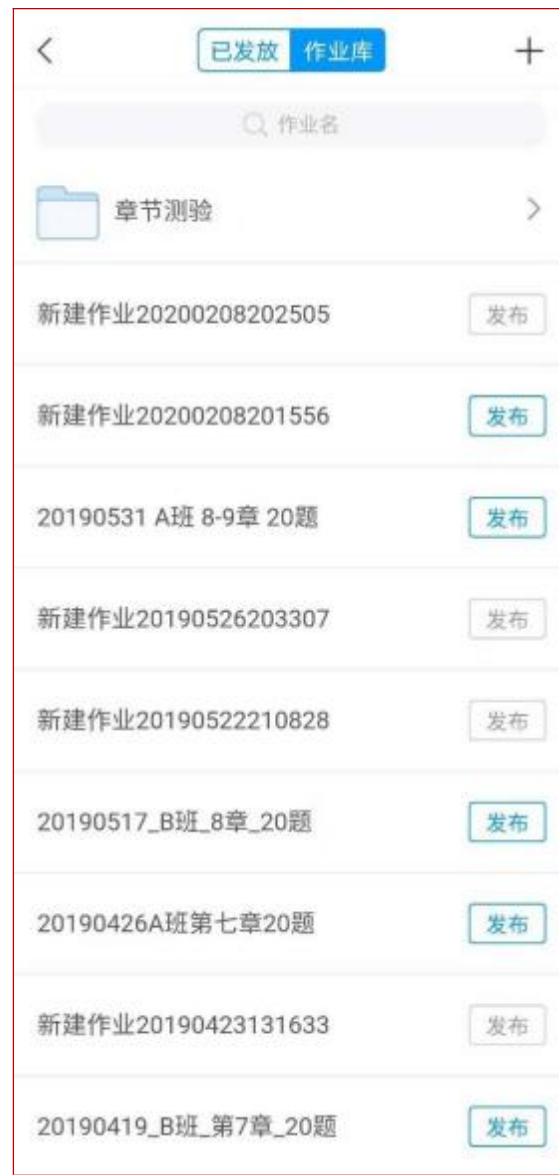 已发放 作业库
作业名
章节测验
新建作业20200208202505 发布
新建作业20200208201556 发布
20190531 A班 8-9章 20题 发布
新建作业20190526203307 发布
新建作业20190522210828 发布
20190517_B班_8章_20题 发布
20190426A班第七章20题 发布
新建作业20190423131633 发布
20190419_B班_第7章_20题 发布